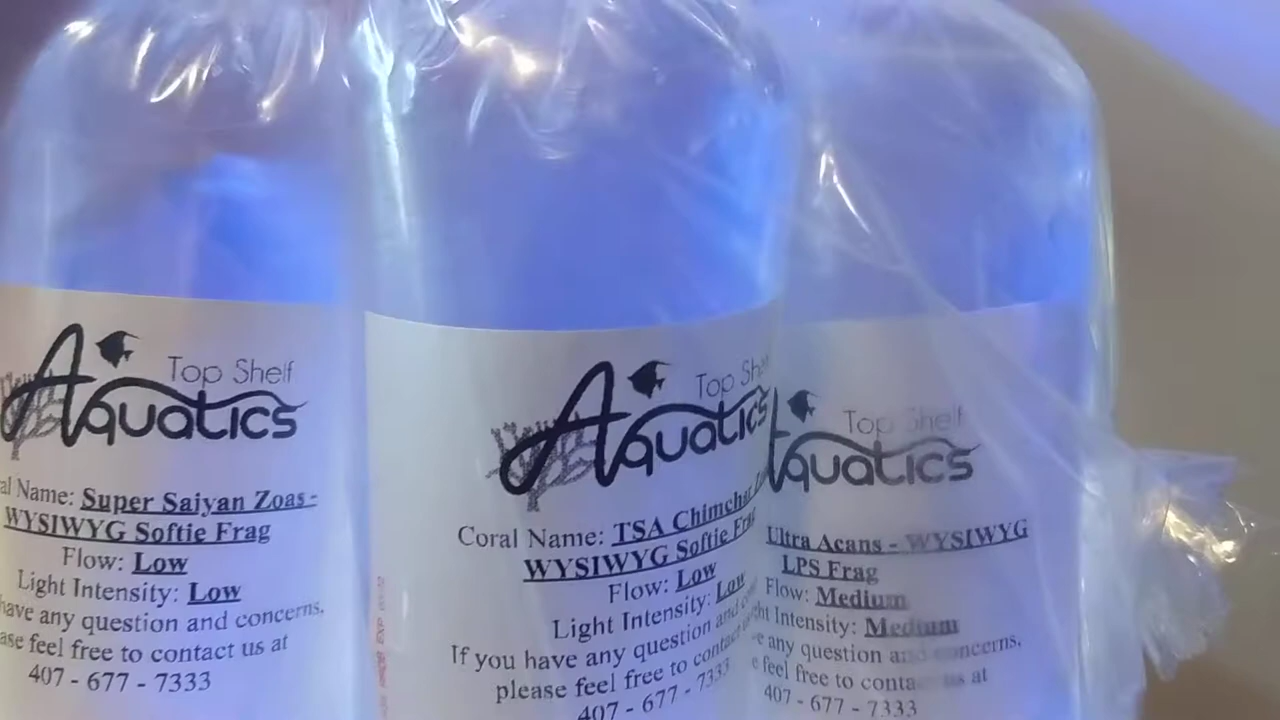 Top Shelf
Aquatics
al Name: Super Saiyan Zoas -
WYSIWYG Softie Frag
Flow: Low
Light Intensity: Low
have any question and concerns,
ase feel free to contact us at
407 - 677 - 7333
Top She
Aquatics
Coral Name: TSA Chimchar
WYSIWYG Softie Fra
Flow: Low
Light Intensity: Low
If you have any question and
please feel free to contact
407 - 677 - 7333
Top Shelf
Aquatics
Ultra Acans - WYSIWYG
LPS Frag
Flow: Medium
ht Intensity: Medium
e any question and concerns,
e feel free to contac us at
407 - 677 - 7333